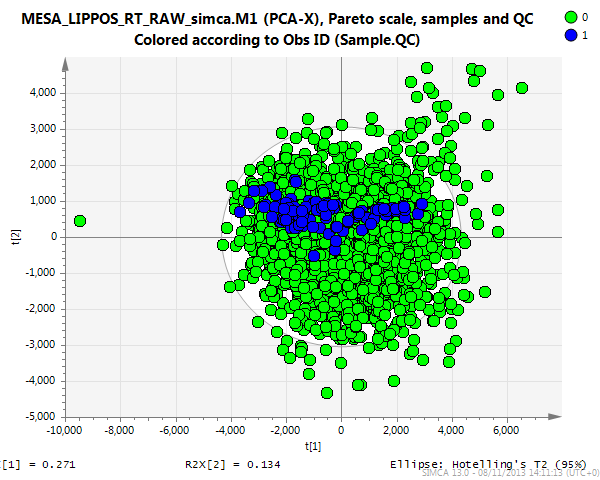 MESA_LIPPOS_RT_RAW_simca.M1 (PCA-X), Pareto scale, samples and QC
Colored according to Obs ID (Sample.QC)
0
1
4,000
3,000
2,000
1,000
0
-1,000
-2,000
-3,000
-4,000
-5,000
t[2]
-10,000 -8,000 -6,000 -4,000 -2,000 0 2,000 4,000 6,000
t[1]
[1] = 0.271 R2X[2] = 0.134 Ellipse: Hotelling's T2 (95%)
SIMCA 13.0 - 08/11/2013 14:11:13 (UTC+0)